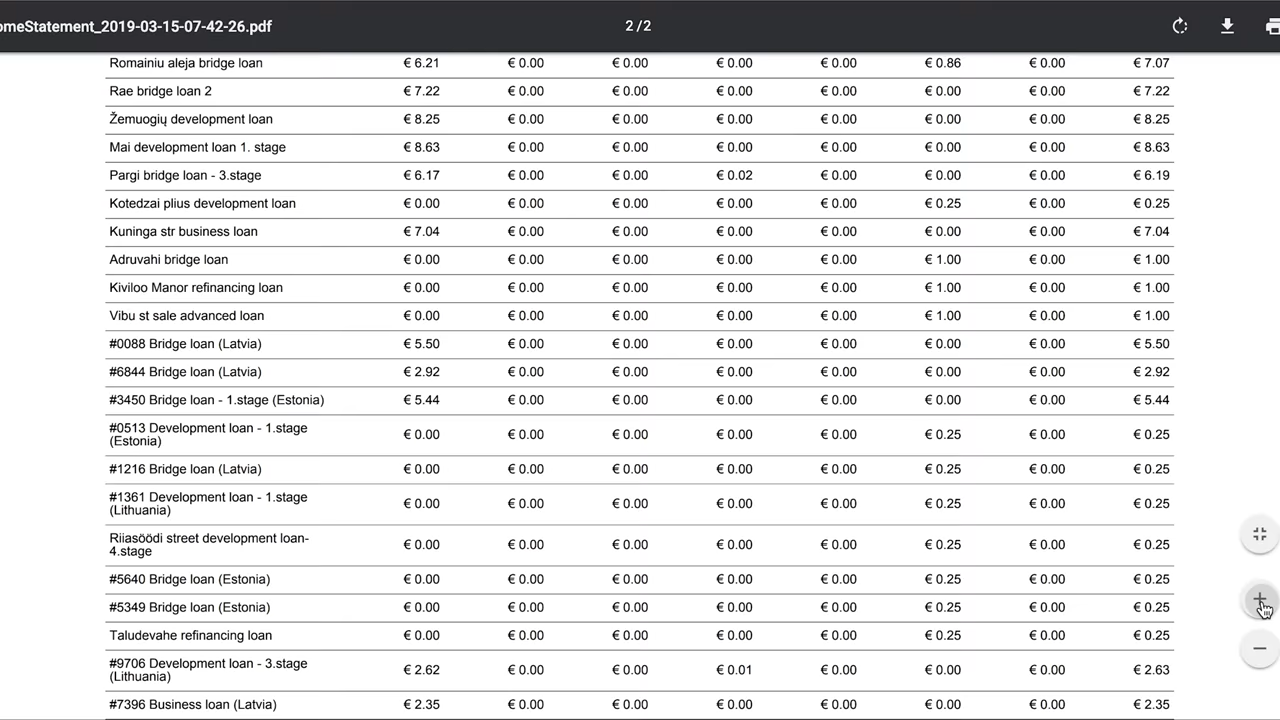 omeStatement_2019-03-15-07-42-26.pdf 2 / 2
Romainiu aleja bridge loan € 6.21 € 0.00 € 0.00 € 0.00 € 0.00 € 0.86 € 0.00 € 7.07
Rae bridge loan 2 € 7.22 € 0.00 € 0.00 € 0.00 € 0.00 € 0.00 € 0.00 € 7.22
Žemuogių development loan € 8.25 € 0.00 € 0.00 € 0.00 € 0.00 € 0.00 € 0.00 € 8.25
Mai development loan 1. stage € 8.63 € 0.00 € 0.00 € 0.00 € 0.00 € 0.00 € 0.00 € 8.63
Pargi bridge loan - 3.stage € 6.17 € 0.00 € 0.00 € 0.02 € 0.00 € 0.00 € 0.00 € 6.19
Kotedzai plius development loan € 0.00 € 0.00 € 0.00 € 0.00 € 0.00 € 0.25 € 0.00 € 0.25
Kuninga str business loan € 7.04 € 0.00 € 0.00 € 0.00 € 0.00 € 0.00 € 0.00 € 7.04
Adruvahi bridge loan € 0.00 € 0.00 € 0.00 € 0.00 € 0.00 € 1.00 € 0.00 € 1.00
Kiviloo Manor refinancing loan € 0.00 € 0.00 € 0.00 € 0.00 € 0.00 € 1.00 € 0.00 € 1.00
Vibu st sale advanced loan € 0.00 € 0.00 € 0.00 € 0.00 € 0.00 € 1.00 € 0.00 € 1.00
#0088 Bridge loan (Latvia) € 5.50 € 0.00 € 0.00 € 0.00 € 0.00 € 0.00 € 0.00 € 5.50
#6844 Bridge loan (Latvia) € 2.92 € 0.00 € 0.00 € 0.00 € 0.00 € 0.00 € 0.00 € 2.92
#3450 Bridge loan - 1.stage (Estonia) € 5.44 € 0.00 € 0.00 € 0.00 € 0.00 € 0.00 € 0.00 € 5.44
#0513 Development loan - 1.stage
(Estonia) € 0.00 € 0.00 € 0.00 € 0.00 € 0.00 € 0.25 € 0.00 € 0.25
#1216 Bridge loan (Latvia) € 0.00 € 0.00 € 0.00 € 0.00 € 0.00 € 0.25 € 0.00 € 0.25
#1361 Development loan - 1.stage
(Lithuania) € 0.00 € 0.00 € 0.00 € 0.00 € 0.00 € 0.25 € 0.00 € 0.25
Riiasöödi street development loan-
4.stage € 0.00 € 0.00 € 0.00 € 0.00 € 0.00 € 0.25 € 0.00 € 0.25
#5640 Bridge loan (Estonia) € 0.00 € 0.00 € 0.00 € 0.00 € 0.00 € 0.25 € 0.00 € 0.25
#5349 Bridge loan (Estonia) € 0.00 € 0.00 € 0.00 € 0.00 € 0.00 € 0.25 € 0.00 € 0.25
Taludevahe refinancing loan € 0.00 € 0.00 € 0.00 € 0.00 € 0.00 € 0.25 € 0.00 € 0.25
#9706 Development loan - 3.stage
(Lithuania) € 2.62 € 0.00 € 0.00 € 0.01 € 0.00 € 0.00 € 0.00 € 2.63
#7396 Business loan (Latvia) € 2.35 € 0.00 € 0.00 € 0.00 € 0.00 € 0.00 € 0.00 € 2.35